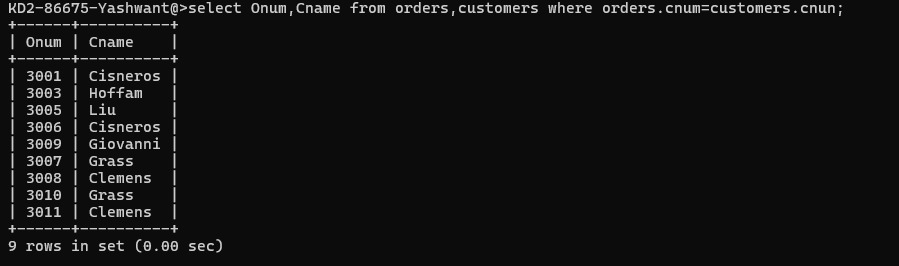 KD2-86675-Yashwant@>select Onum,Cname from orders,customers where orders.cnum=customers.cnun;
+------+----------+
| Onum | Cname    |
+------+----------+
| 3001 | Cisneros |
| 3003 | Hoffam   |
| 3005 | Liu      |
| 3006 | Cisneros |
| 3009 | Giovanni |
| 3007 | Grass    |
| 3008 | Clemens  |
| 3010 | Grass    |
| 3011 | Clemens  |
+------+----------+
9 rows in set (0.00 sec)